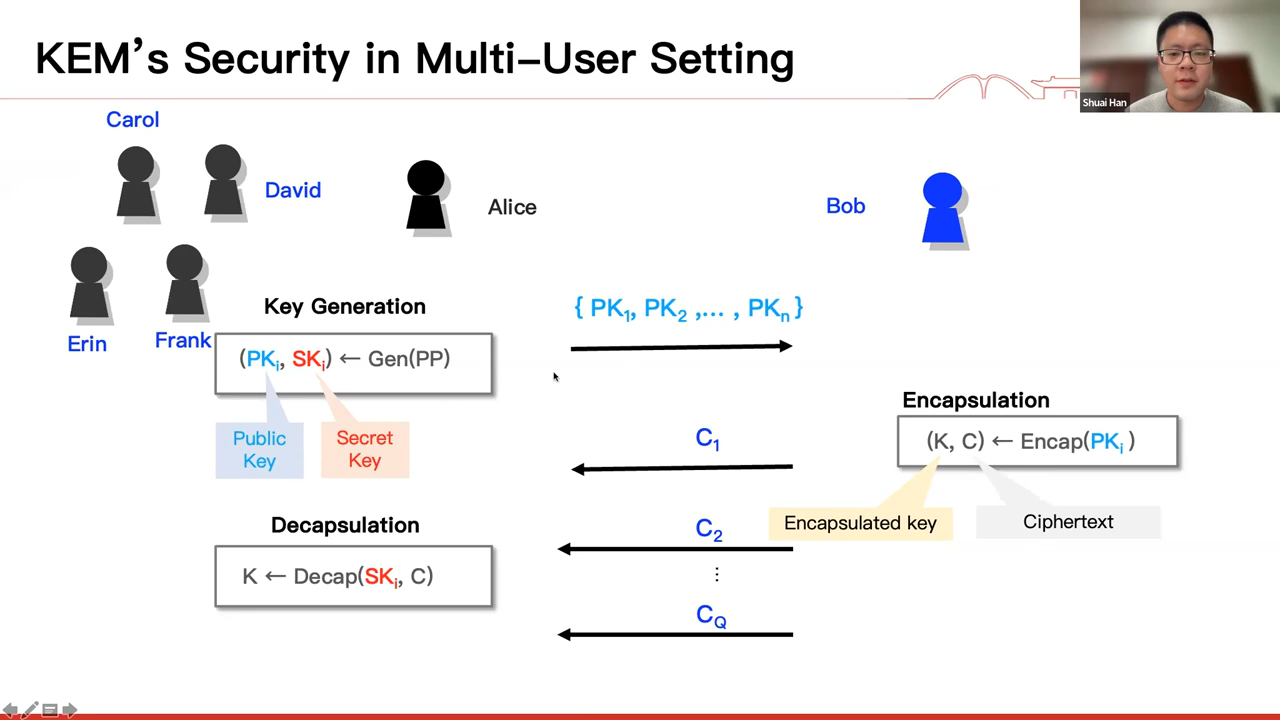 KEM's Security in Multi-User Setting
Shuai Han
Carol
David
Alice
Bob
Erin
Frank
Key Generation
(PKi, SKi) ← Gen(PP)
Public
Key
Secret
Key
{ PK1, PK2 ,... , PKn }
Encapsulation
(K, C) ← Encap(PKi )
Encapsulated key
Ciphertext
C1
C2
⋮
CQ
Decapsulation
K ← Decap(SKi, C)